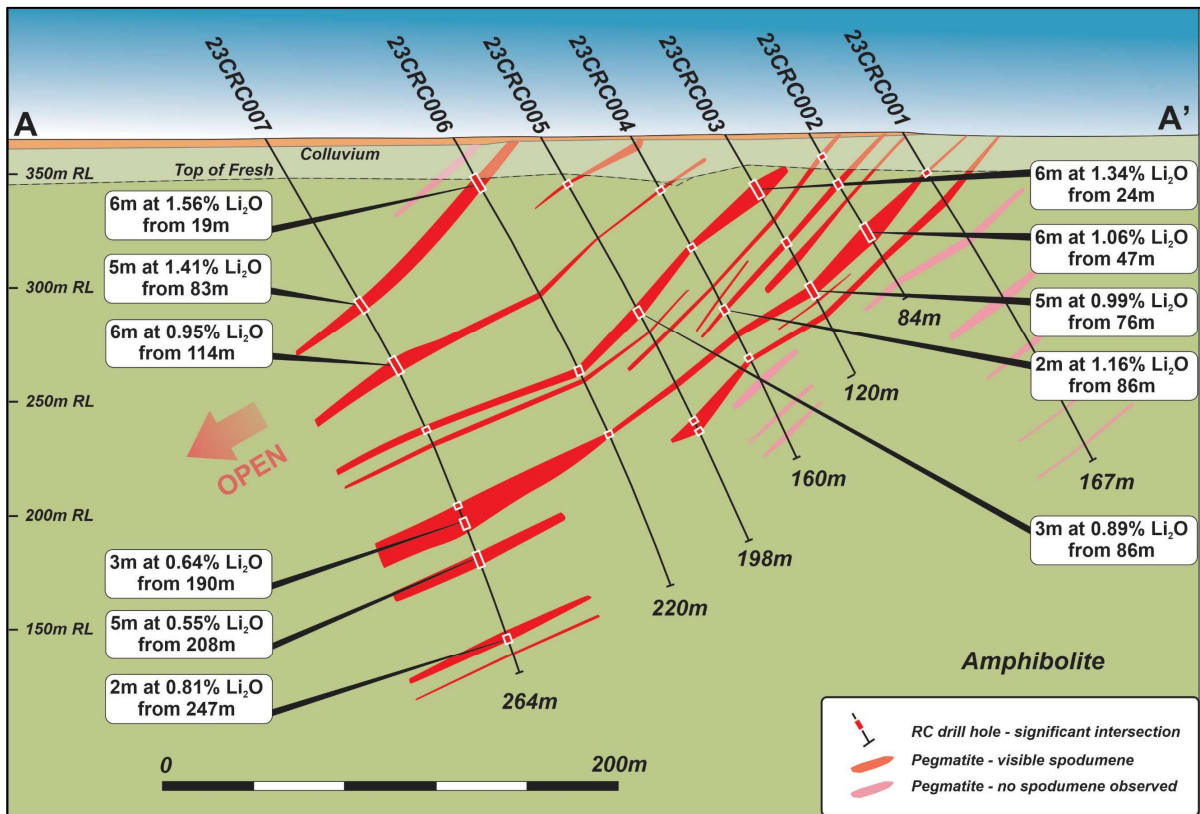 23CRC007
23CRC006
23CRC005
23CRC004
23CRC003
23CRC002
23CRC001
A
A'
Colluvium
Top of Fresh
350m RL
300m RL
250m RL
200m RL
150m RL
6m at 1.56% Li₂O
from 19m
5m at 1.41% Li₂O
from 83m
6m at 0.95% Li₂O
from 114m
3m at 0.64% Li₂O
from 190m
5m at 0.55% Li₂O
from 208m
2m at 0.81% Li₂O
from 247m
6m at 1.34% Li₂O
from 24m
6m at 1.06% Li₂O
from 47m
5m at 0.99% Li₂O
from 76m
2m at 1.16% Li₂O
from 86m
3m at 0.89% Li₂O
from 86m
OPEN
84m
120m
160m
167m
198m
220m
264m
Amphibolite
0
200m
RC drill hole - significant intersection
Pegmatite - visible spodumene
Pegmatite - no spodumene observed